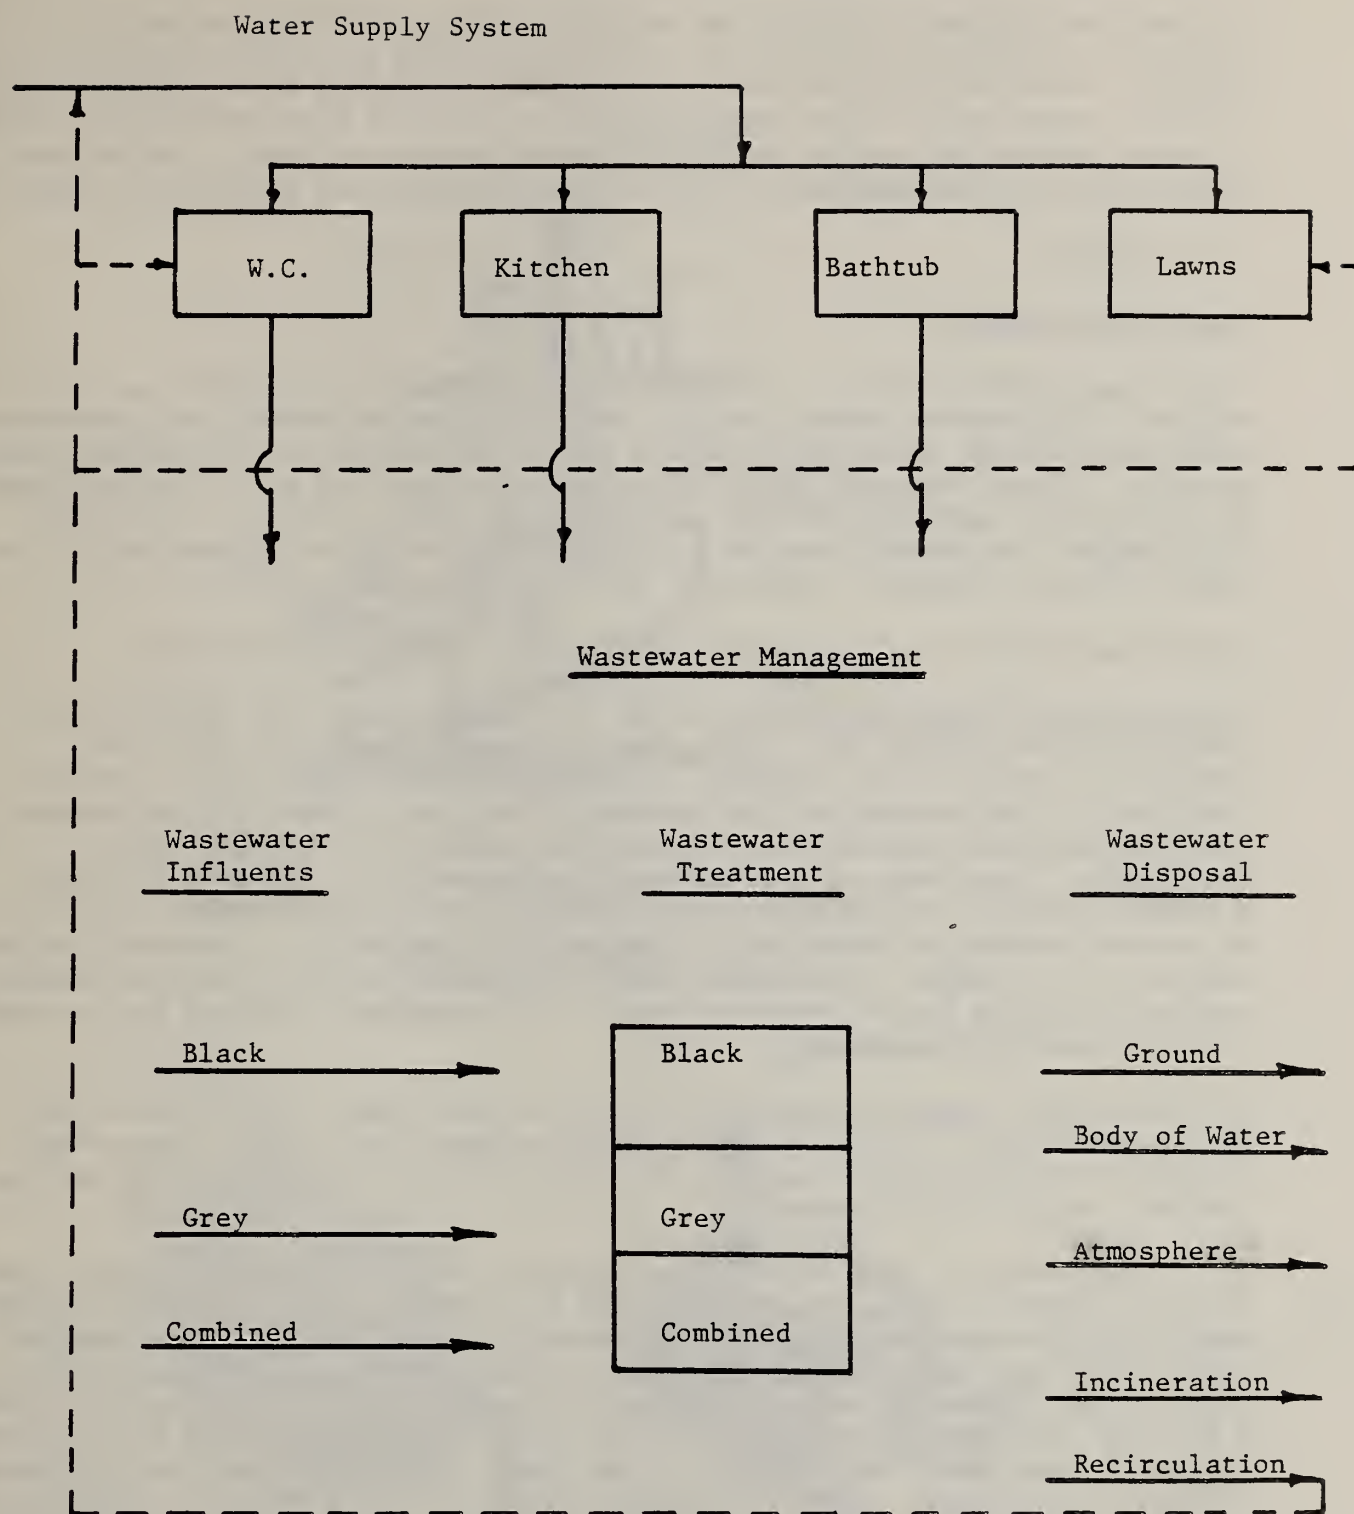 Water Supply System
W.C.
Kitchen
Bathtub
Lawns
Wastewater Management
Wastewater
Influents
Wastewater
Treatment
Wastewater
Disposal
Black
Black
Ground
Body of Water
Grey
Grey
Atmosphere
Combined
Combined
Incineration
Recirculation